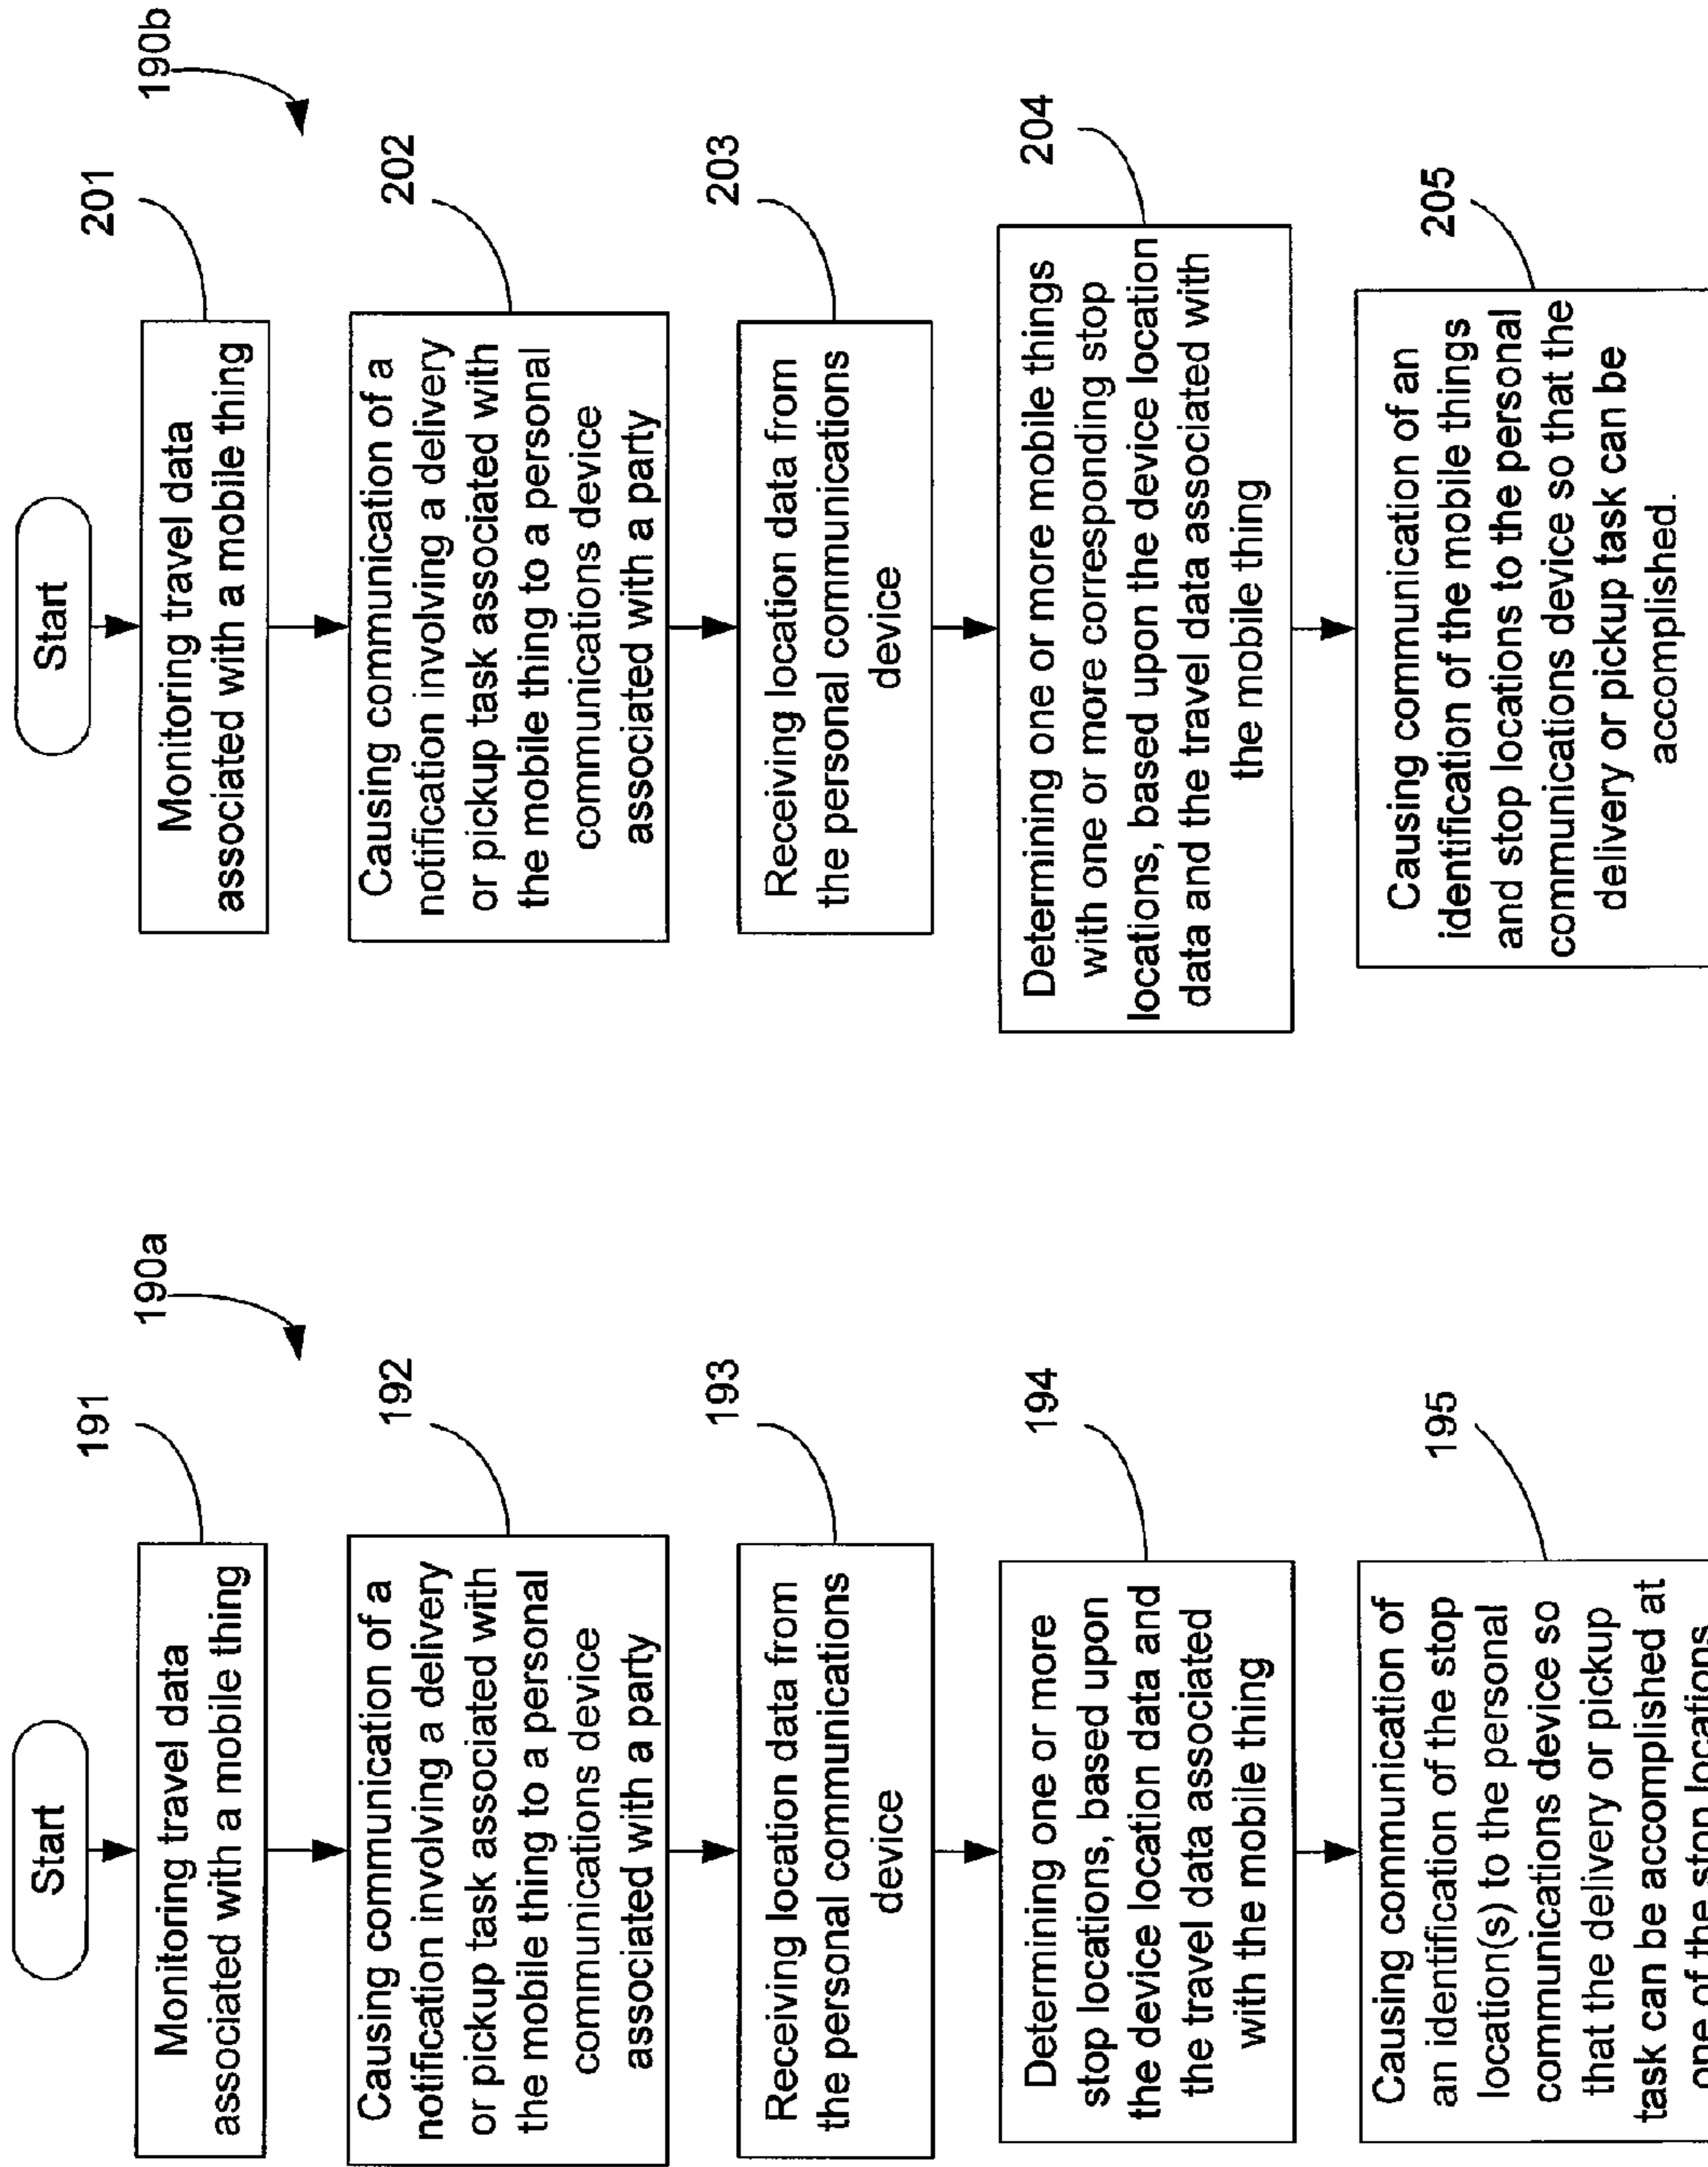 190a
Start
191
Monitoring travel data
associated with a mobile thing
192
Causing communication of a
notification involving a delivery
or pickup task associated with
the mobile thing to a personal
communications device
associated with a party
193
Receiving location data from
the personal communications
device
194
Determining one or more
stop locations, based upon
the device location data and
the travel data associated
with the mobile thing
195
Causing communication of
an identification of the stop
location(s) to the personal
communications device so
that the delivery or pickup
task can be accomplished at
one of the stop locations
190b
Start
201
Monitoring travel data
associated with a mobile thing
202
Causing communication of a
notification involving a delivery
or pickup task associated with
the mobile thing to a personal
communications device
associated with a party
203
Receiving location data from
the personal communications
device
204
Determining one or more mobile things
with one or more corresponding stop
locations, based upon the device location
data and the travel data associated with
the mobile thing
205
Causing communication of an
identification of the mobile things
and stop locations to the personal
communications device so that the
delivery or pickup task can be
accomplished.